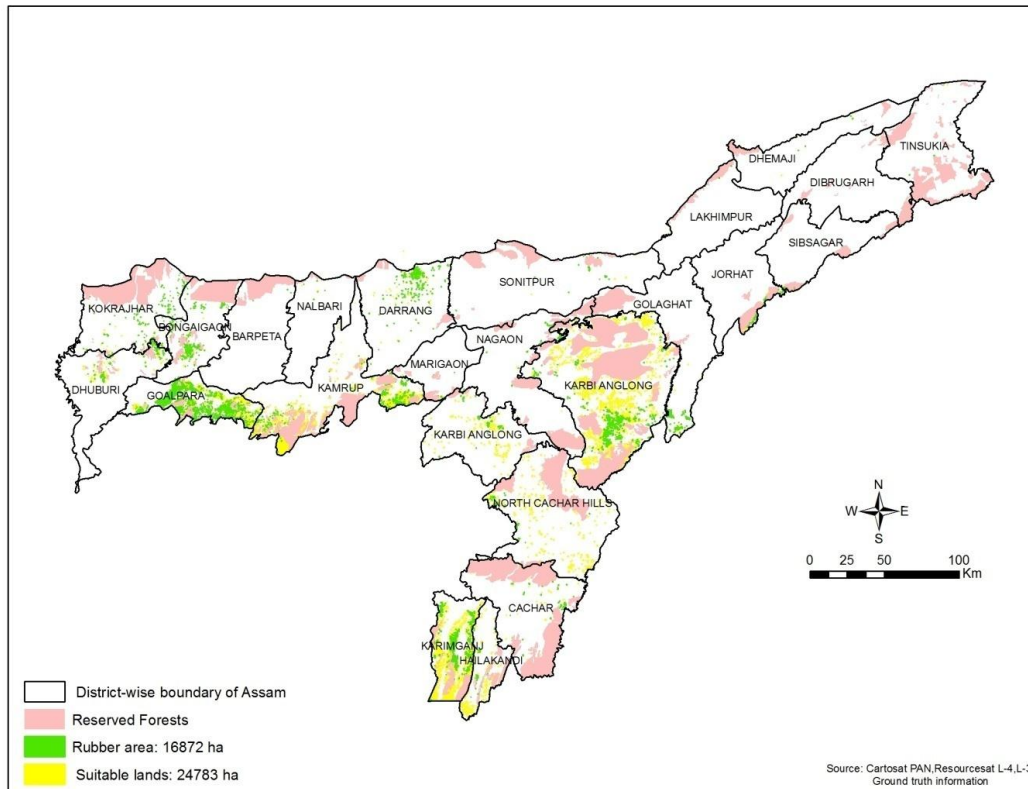 DHEMAJI
TINSUKIA
DIBRUGARH
LAKHIMPUR
SIBSAGAR
JORHAT
SONITPUR
GOLAGHAT
KOKRAJHAR
NALBARI
DARRANG
BONGAIGAON
BARPETA
NAGAON
MARIGAON
DHUBURI
GOALPARA
KAMRUP
KARBI ANGLONG
KARBI ANGLONG
NORTH CACHAR HILLS
N
W E
S
0 25 50 100
Km
CACHAR
KARIMGANJ
HAILAKANDI
District-wise boundary of Assam
Reserved Forests
Rubber area: 16872 ha
Suitable lands: 24783 ha
Source: Cartosat PAN,Resourcesat L-4,L-3
Ground truth information